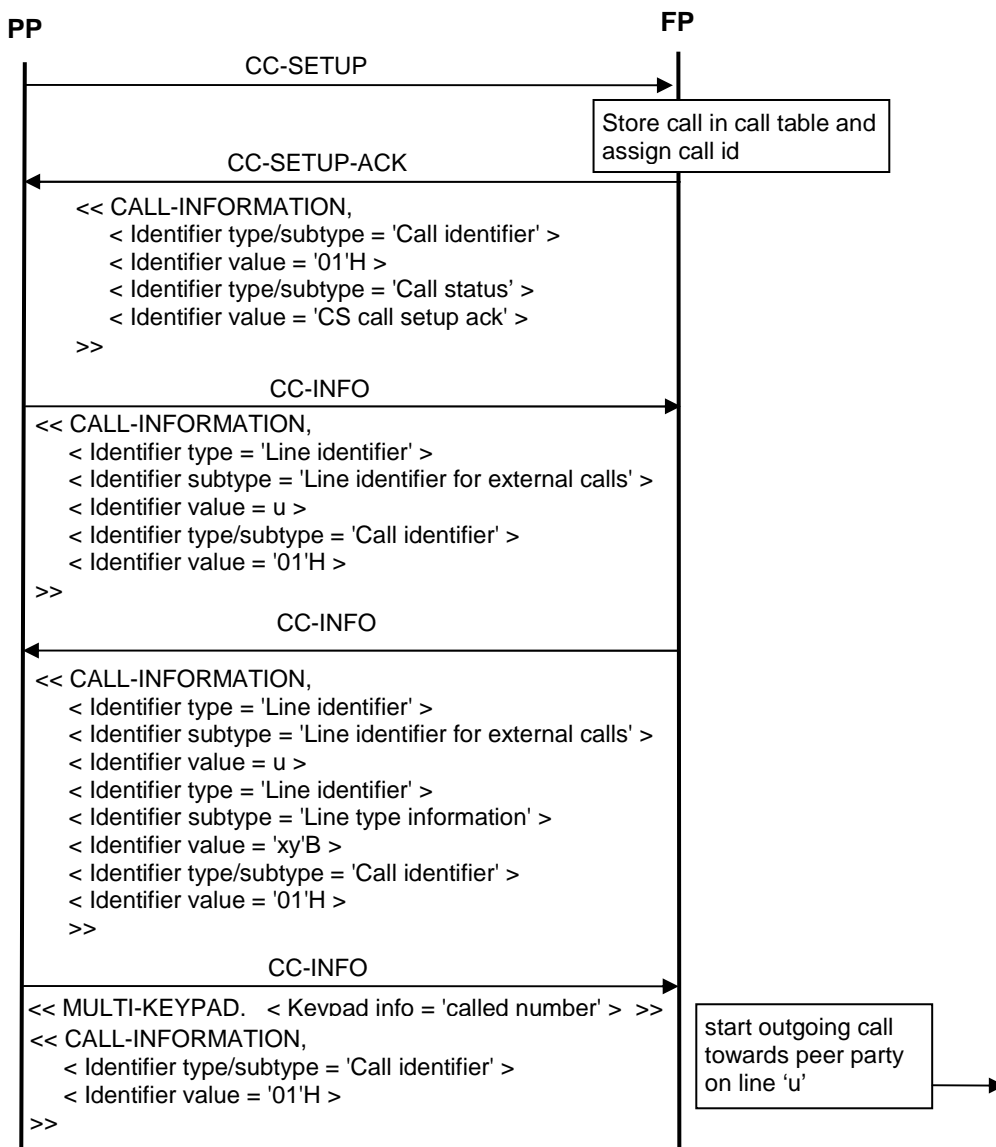 PP
FP
CC-SETUP
Store call in call table and
assign call id
CC-SETUP-ACK
<< CALL-INFORMATION,
< Identifier type/subtype = 'Call identifier' >
< Identifier value = '01'H >
< Identifier type/subtype = 'Call status’ >
< Identifier value = 'CS call setup ack' >
>>
CC-INFO
<< CALL-INFORMATION,
< Identifier type = 'Line identifier' >
< Identifier subtype = 'Line identifier for external calls' >
< Identifier value = u >
< Identifier type/subtype = 'Call identifier' >
< Identifier value = '01'H >
>>
CC-INFO
<< CALL-INFORMATION,
< Identifier type = 'Line identifier' >
< Identifier subtype = 'Line identifier for external calls' >
< Identifier value = u >
< Identifier type = 'Line identifier' >
< Identifier subtype = 'Line type information' >
< Identifier value = 'xy'B >
< Identifier type/subtype = 'Call identifier' >
< Identifier value = '01'H >
>>
CC-INFO
<< MULTI-KEYPAD, < Keypad info = 'called number' > >>
<< CALL-INFORMATION,
< Identifier type/subtype = 'Call identifier' >
< Identifier value = '01'H >
>>
start outgoing call
towards peer party
on line ‘u’